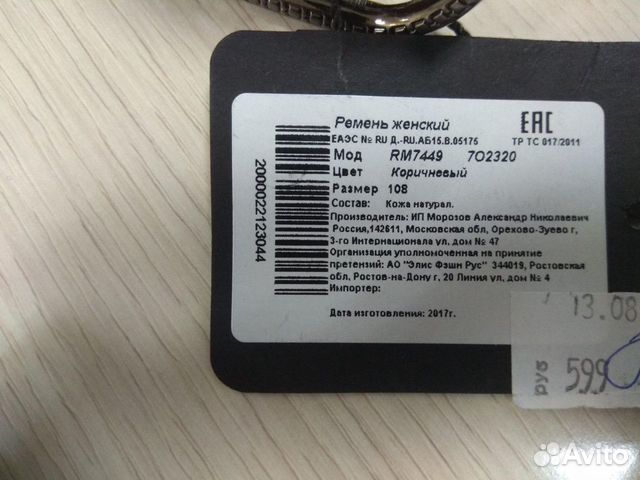 Ремень женский
ЕАЭС № RU Д.-RU.АБ15.В.05175
EAC
ТР ТС 017/2011
Мод RM7449 7O2320
Цвет Коричневый
Размер 108
Состав: Кожа натурал.
Производитель: ИП Морозов Александр Николаевич
Россия,142611, Московская обл, Орехово-Зуево г,
3-го Интернационала ул, дом № 47
Организация уполномоченная на принятие
претензий: АО "Элис Фэшн Рус" 344019, Ростовская
обл, Ростов-на-Дону г, 20 Линия ул, дом № 4
Импортер:
Дата изготовления: 2017г.
2000022123044
13.08
руб 599
Avito